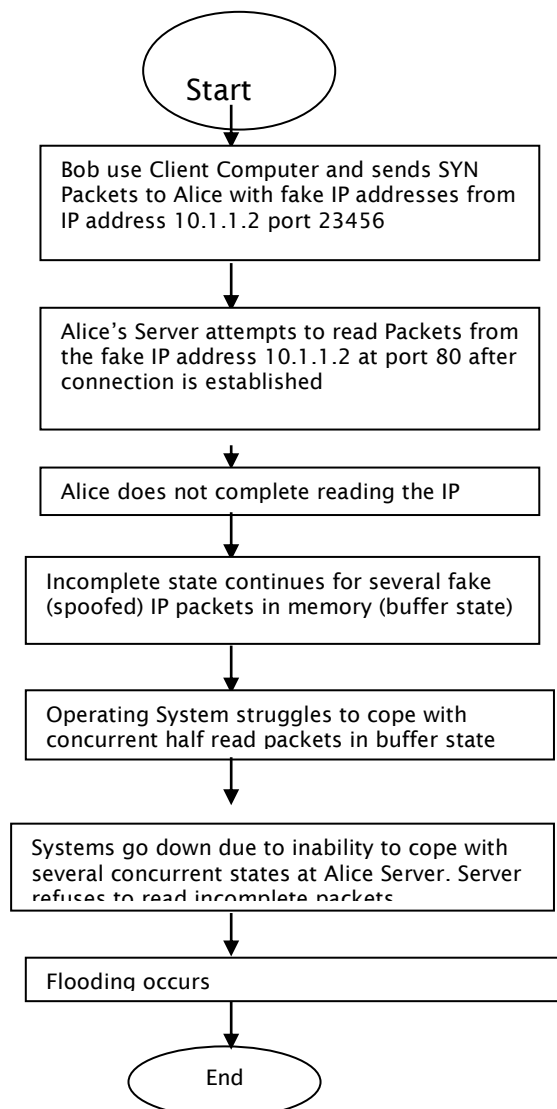 Start
Bob use Client Computer and sends SYN
Packets to Alice with fake IP addresses from
IP address 10.1.1.2 port 23456
Alice’s Server attempts to read Packets from
the fake IP address 10.1.1.2 at port 80 after
connection is established
Alice does not complete reading the IP
Incomplete state continues for several fake
(spoofed) IP packets in memory (buffer state)
Operating System struggles to cope with
concurrent half read packets in buffer state
Systems go down due to inability to cope with
several concurrent states at Alice Server. Server
refuses to read incomplete packets
Flooding occurs
End